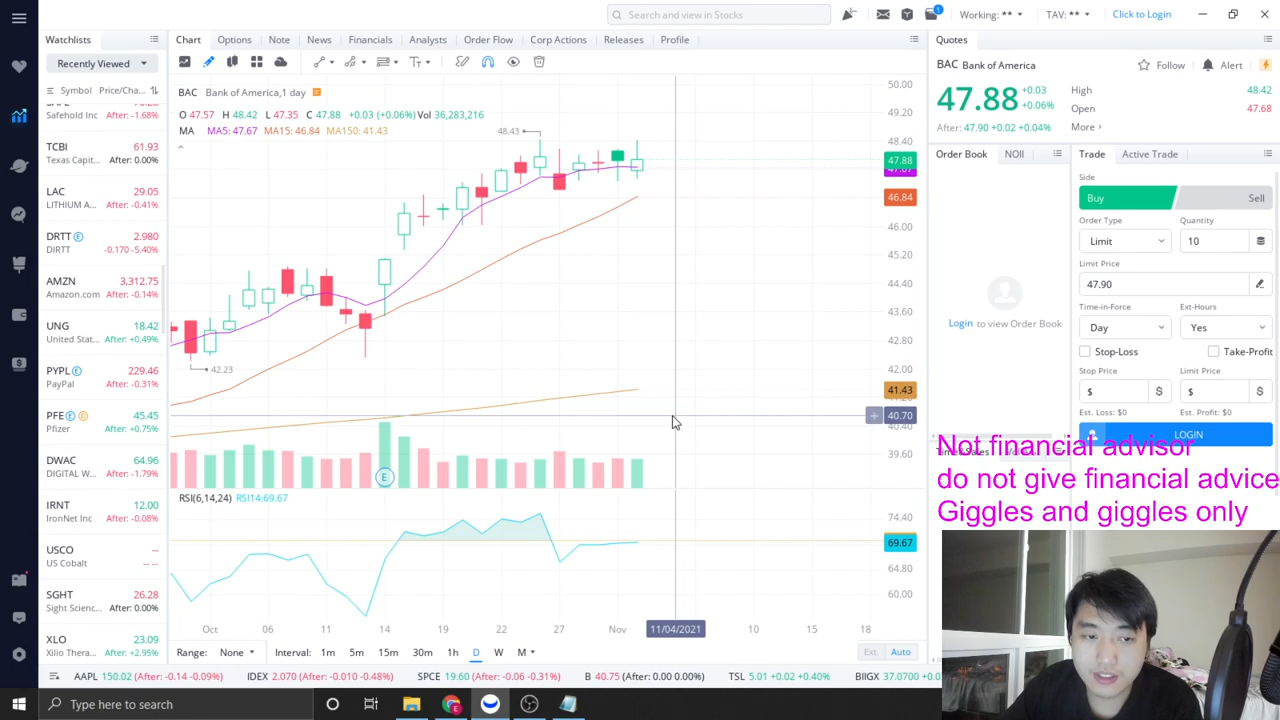 Search and view in Stocks
1
Working: **
TAV: **
Click to Login
Watchlists
Recently Viewed
Symbol Price/Cha...
Safehold Inc After: -1.68%
TCBI 61.93
Texas Capit... After: 0.00%
LAC 29.05
LITHIUM A... After: -0.41%
DRTT E 2.980
DIRTT -0.170 -5.40%
AMZN 3,312.75
Amazon.com After: -0.14%
UNG 18.42
United Stat... After: +0.49%
PYPL E 229.46
PayPal After: -0.31%
PFE E D 45.45
Pfizer After: +0.75%
DWAC 64.96
DIGITAL W... After: -1.79%
IRNT 12.00
IronNet Inc After: -0.08%
USCO --
US Cobalt -- --
SGHT 26.28
Sight Scienc... After: 0.00%
XLO 23.09
Xilio Thera... After: +2.95%
Chart Options Note News Financials Analysts Order Flow Corp Actions Releases Profile
BAC Bank of America,1 day
O 47.57 H 48.42 L 47.35 C 47.88 +0.03 (+0.06%) Vol 36,283,216
MA MA5: 47.67 MA15: 46.84 MA150: 41.43
48.43
42.23
E
50.00
49.20
48.40
47.88
46.84
46.00
45.20
44.40
43.60
42.80
42.00
41.43
40.70
40.40
39.60
RSI(6,14,24) RSI14:69.67
74.40
69.67
64.80
60.00
Oct 06 11 14 19 22 27 Nov 11/04/2021 10 15 18
Range: None Interval: 1m 5m 15m 30m 1h D W M Ext. Auto
Quotes
BAC Bank of America
Follow Alert
47.88 +0.03 +0.06%
After: 47.90 +0.02 +0.04%
High 48.42
Open 47.68
More
Order Book NOII
Login to view Order Book
Trade Active Trade
Side
Buy Sell
Order Type Quantity
Limit 10
Limit Price
47.90
Time-in-Force Ext-Hours
Day Yes
Stop-Loss Take-Profit
Stop Price Limit Price
$ $ $ $
Est. Loss: $0 Est. Profit: $0
LOGIN
Not financial advisor
do not give financial advice
Giggles and giggles only
AAPL 150.02 (After: -0.14 -0.09%) IDEX 2.070 (After: -0.010 -0.48%) SPCE 19.60 (After: -0.06 -0.31%) B 40.75 (After: 0.00 0.00%) TSL 5.01 +0.02 +0.40% BIIGX 37.0700
Type here to search